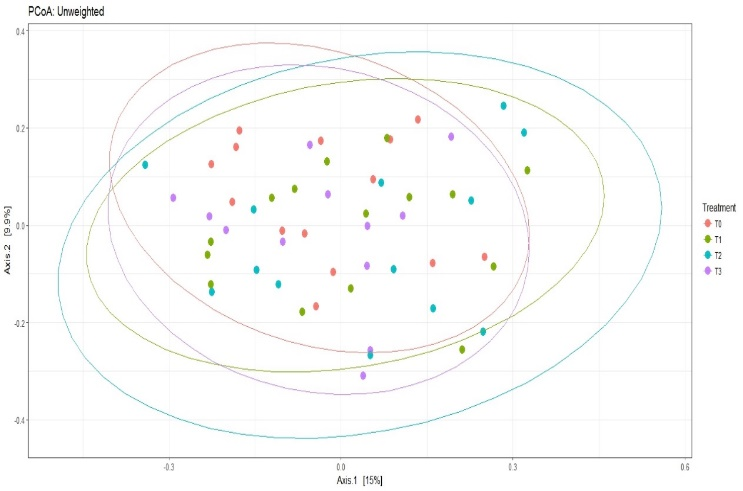 PCoA: Unweighted
0.4
0.2
0.0
-0.2
-0.4
Axis.2 [9.9%]
-0.3
0.0
0.3
0.6
Axis.1 [15%]
Treatment
T0
T1
T2
T3